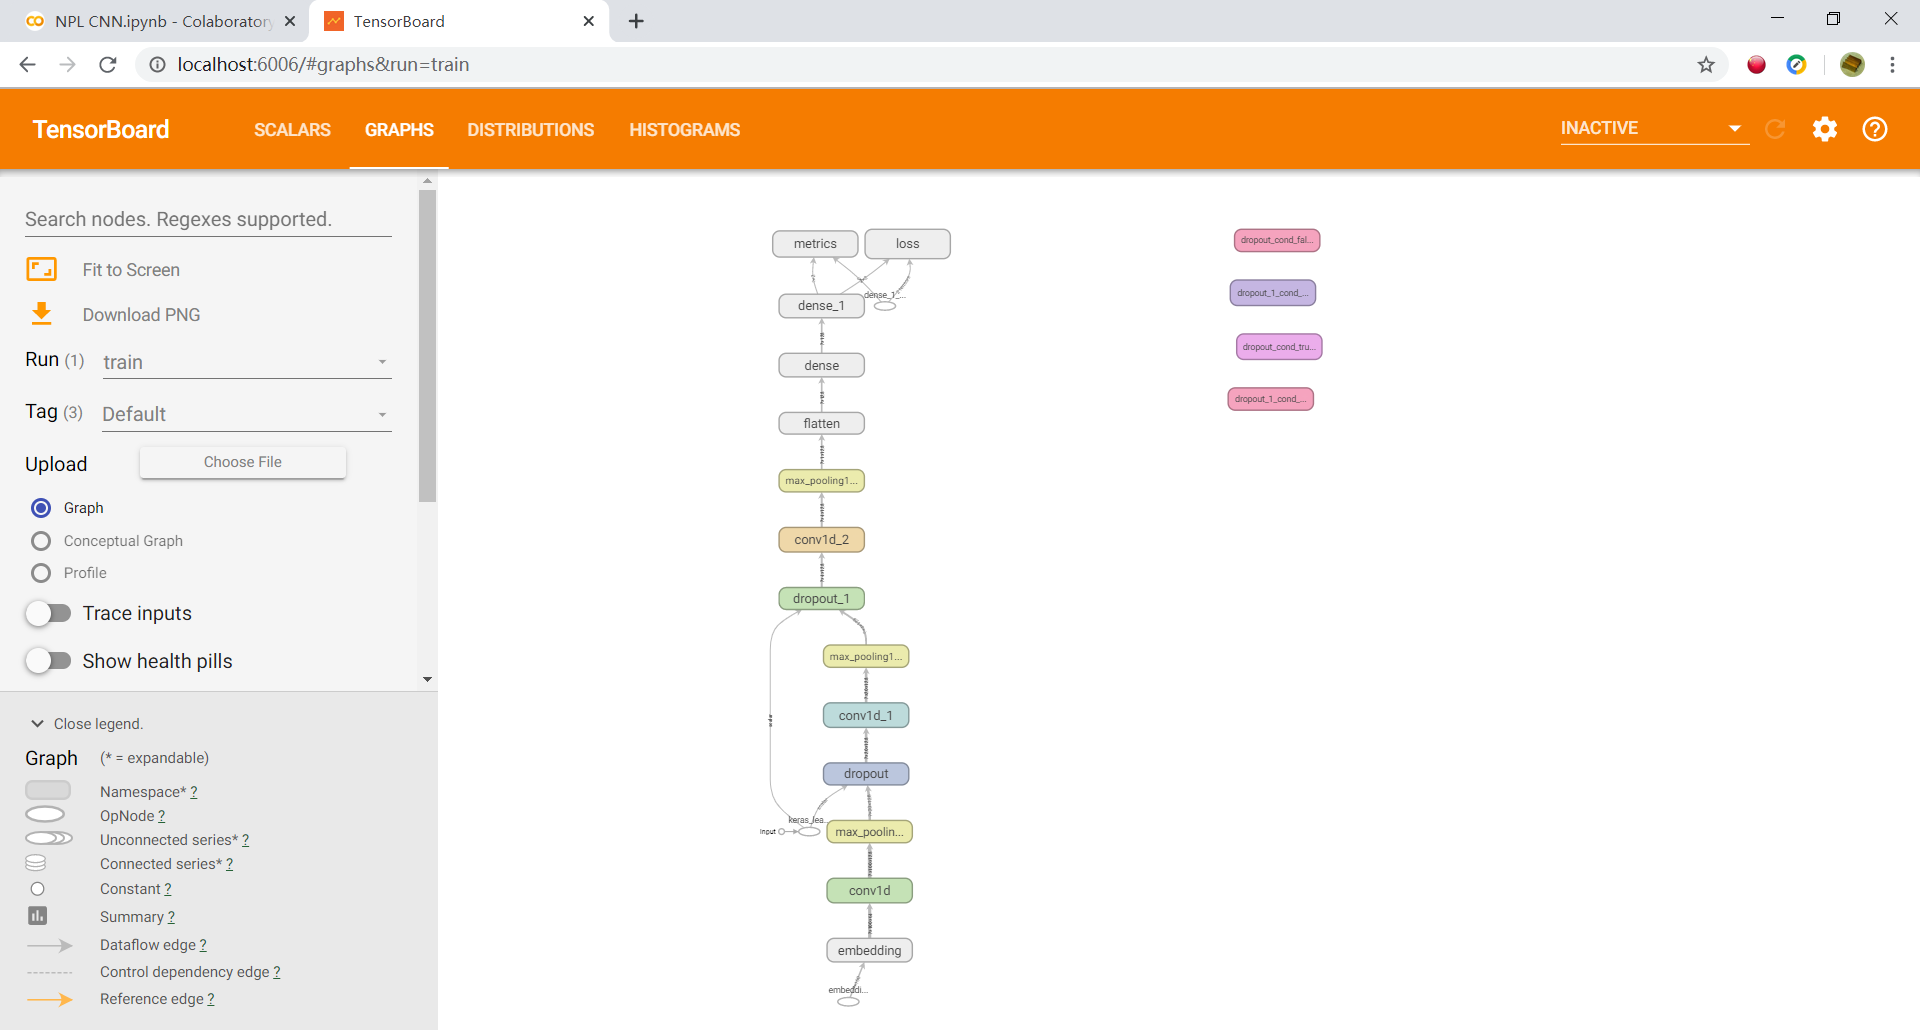 NPL CNN.ipynb - Colaboratory
TensorBoard
localhost:6006/#graphs&run=train
TensorBoard
SCALARS
GRAPHS
DISTRIBUTIONS
HISTOGRAMS
INACTIVE
Search nodes. Regexes supported.
Fit to Screen
Download PNG
Run (1)
train
Tag (3)
Default
Upload
Choose File
Graph
Conceptual Graph
Profile
Trace inputs
Show health pills
Close legend.
Graph
(* = expandable)
Namespace* ?
OpNode ?
Unconnected series* ?
Connected series* ?
Constant ?
Summary ?
Dataflow edge ?
Control dependency edge ?
Reference edge ?
metrics
loss
dense_1_...
dense_1
dense
flatten
max_pooling1...
conv1d_2
dropout_1
max_pooling1...
conv1d_1
dropout
keras_lea...
Input
max_poolin...
conv1d
embedding
embeddi...
dropout_cond_fal...
dropout_1_cond_...
dropout_cond_tru...
dropout_1_cond_...